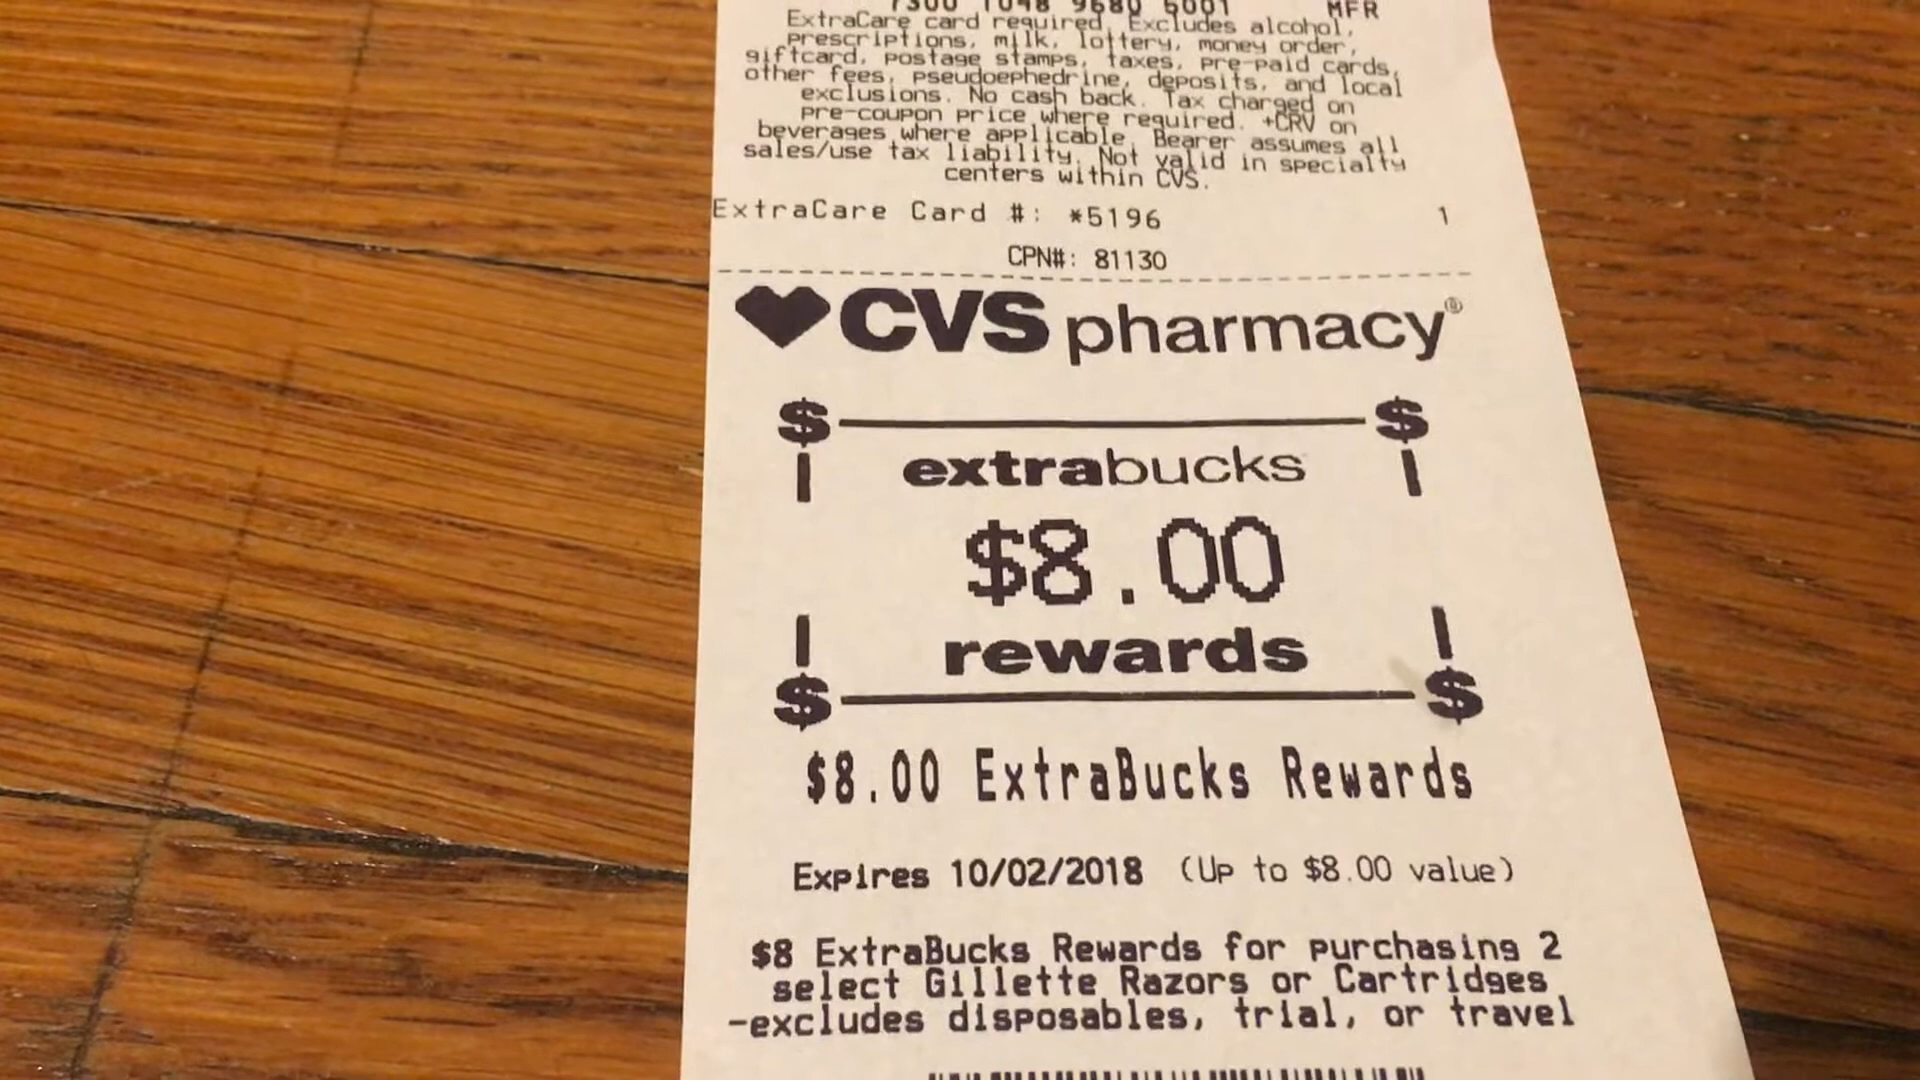 7300 1048 9680 5001 MFR
ExtraCare card required. Excludes alcohol,
prescriptions, milk, lottery, money order,
giftcard, postage stamps, taxes, pre-paid cards,
other fees, pseudoephedrine, deposits, and local
exclusions. No cash back. Tax charged on
pre-coupon price where required. +CRV on
beverages where applicable. Bearer assumes all
sales/use tax liability. Not valid in specialty
centers within CVS.
ExtraCare Card #: *5196 1
CPN#: 81130
CVS pharmacy®
$ $
extrabucks
$8.00
rewards
$ $
$8.00 ExtraBucks Rewards
Expires 10/02/2018 (Up to $8.00 value)
$8 ExtraBucks Rewards for purchasing 2
select Gillette Razors or Cartridges
-excludes disposables, trial, or travel